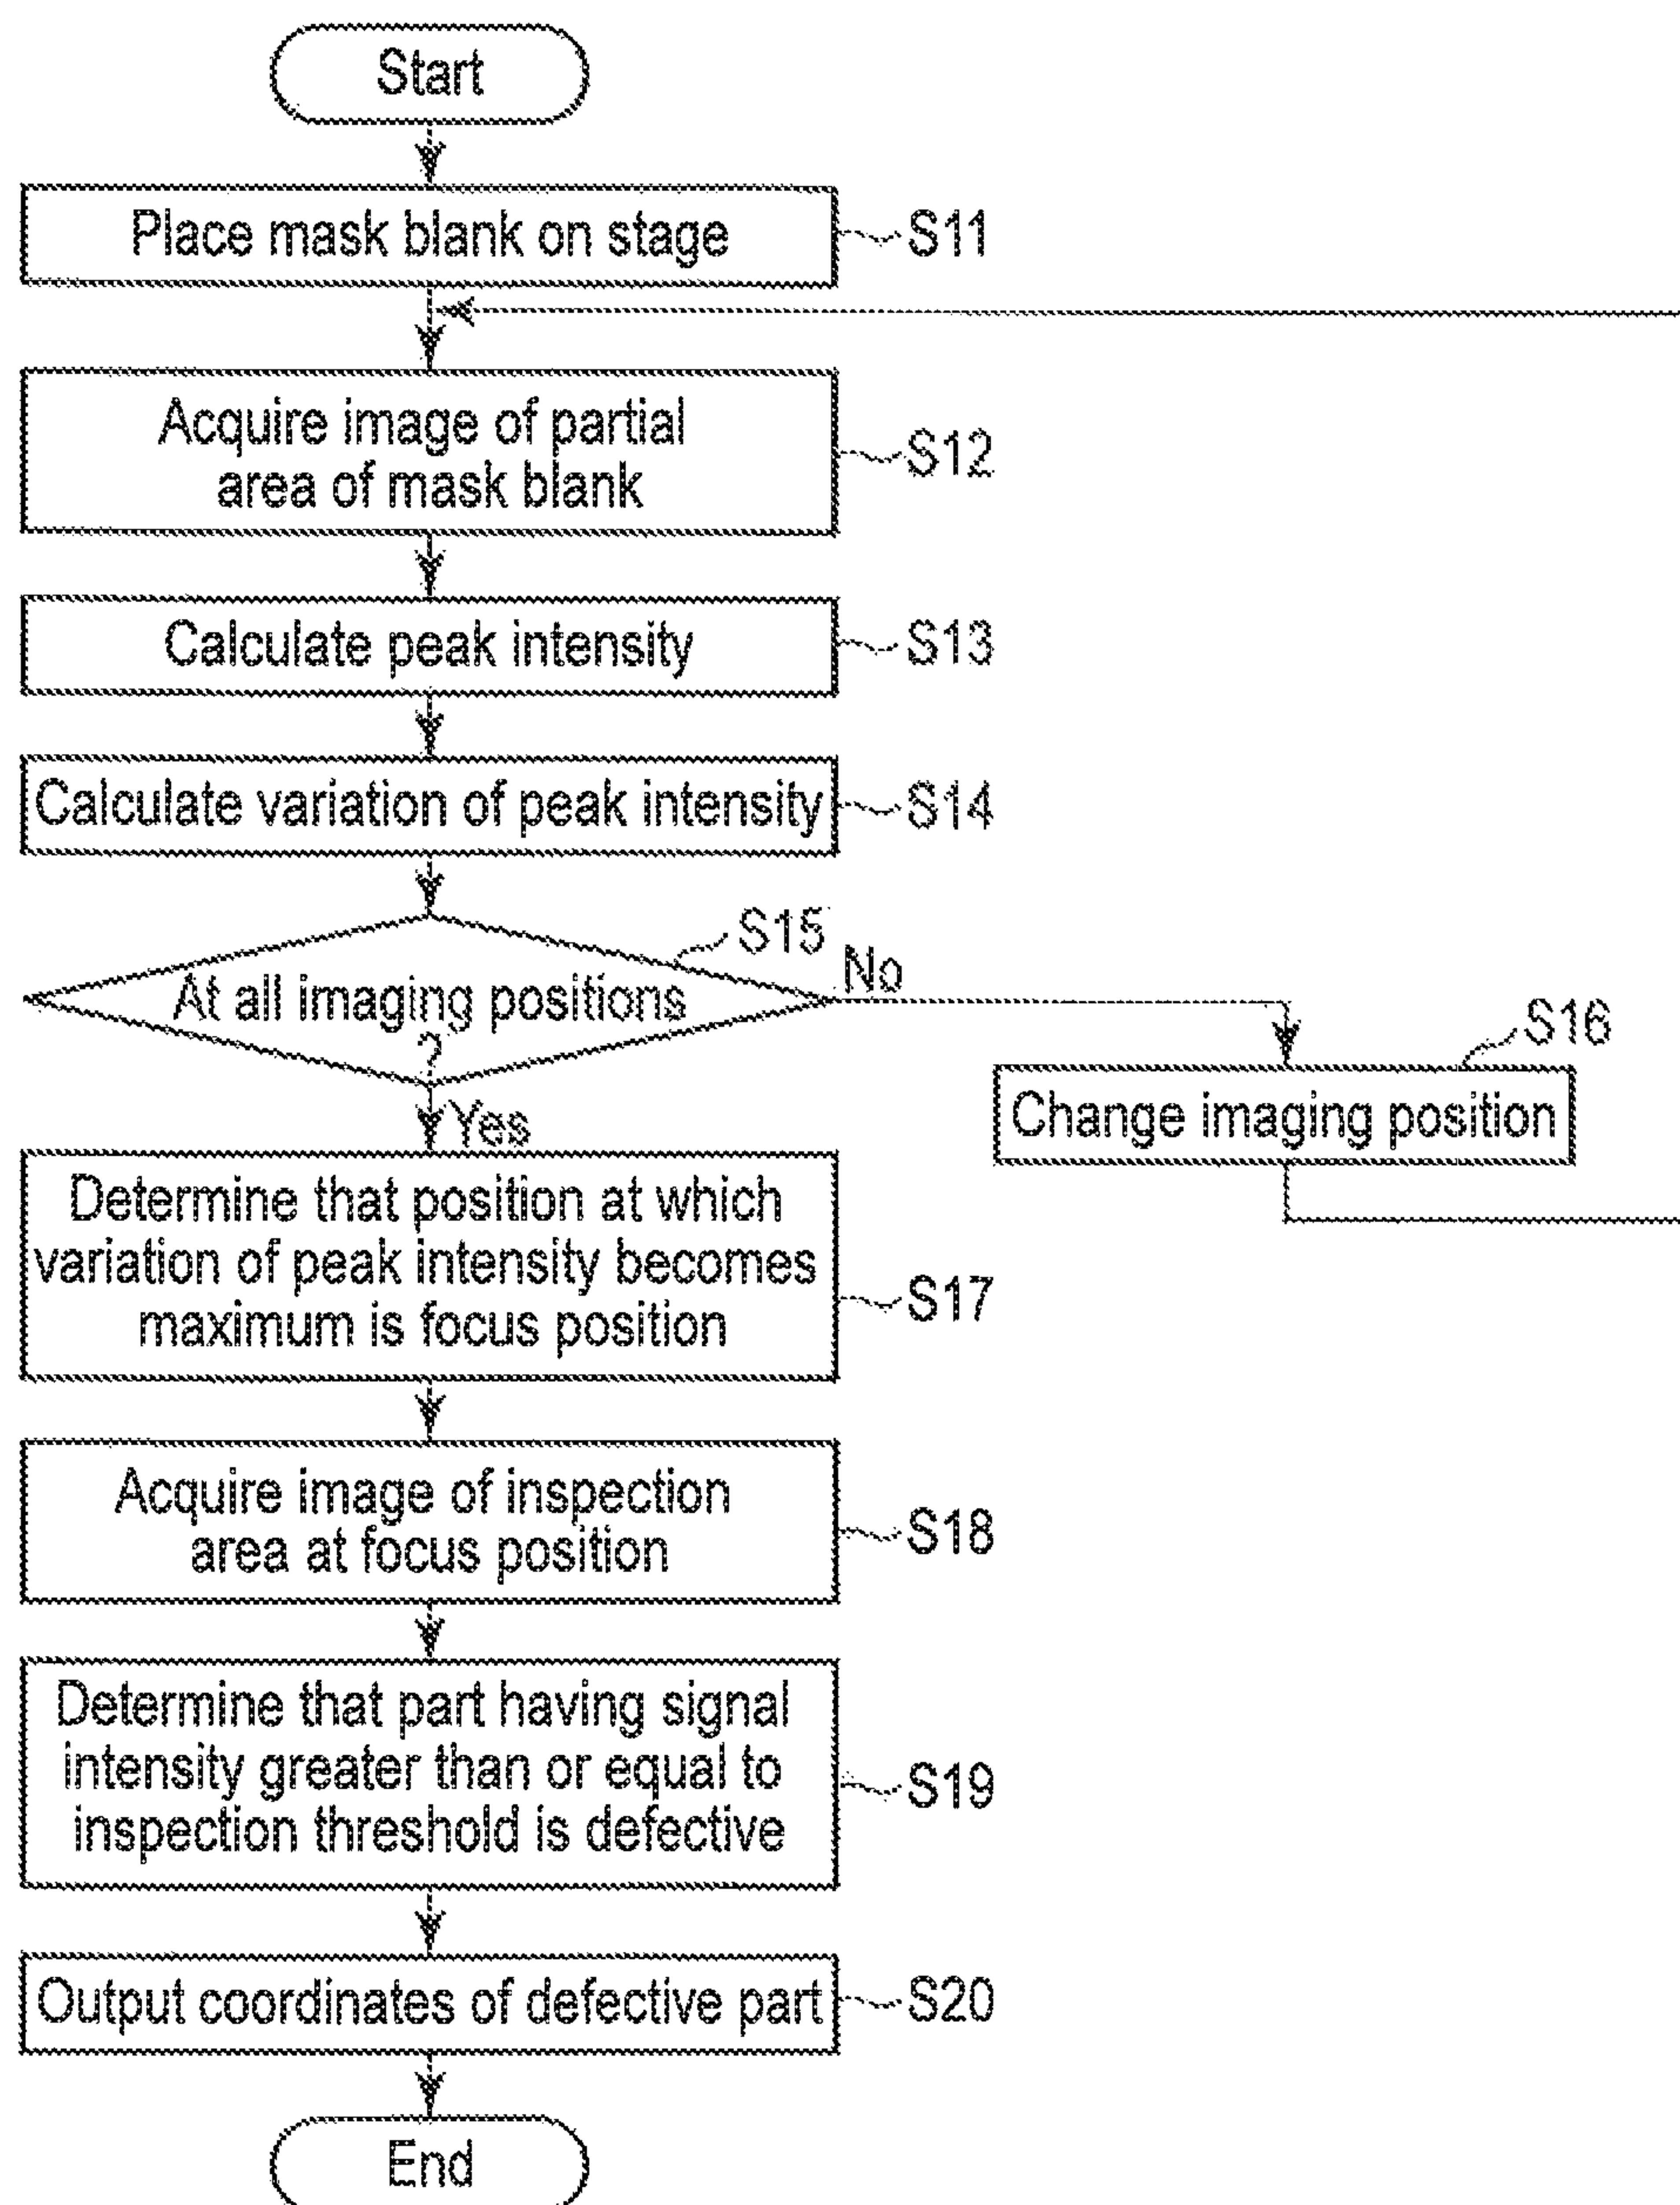 Start
Place mask blank on stage
S11
Acquire image of partial
area of mask blank
S12
Calculate peak intensity
S13
Calculate variation of peak intensity
S14
S15
At all imaging positions
?
No
S16
Change imaging position
Yes
Determine that position at which
variation of peak intensity becomes
maximum is focus position
S17
Acquire image of inspection
area at focus position
S18
Determine that part having signal
intensity greater than or equal to
inspection threshold is defective
S19
Output coordinates of defective part
S20
End